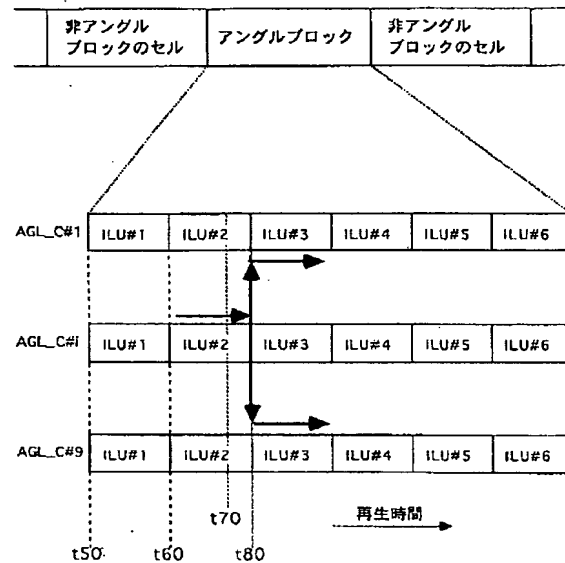 非アングル
ブロックのセル
アングルブロック
非アングル
ブロックのセル
AGL_C#1
ILU#1
ILU#2
ILU#3
ILU#4
ILU#5
ILU#6
AGL_C#i
ILU#1
ILU#2
ILU#3
ILU#4
ILU#5
ILU#6
AGL_C#9
ILU#1
ILU#2
ILU#3
ILU#4
ILU#5
ILU#6
t70
再生時間
t50
t60
t80